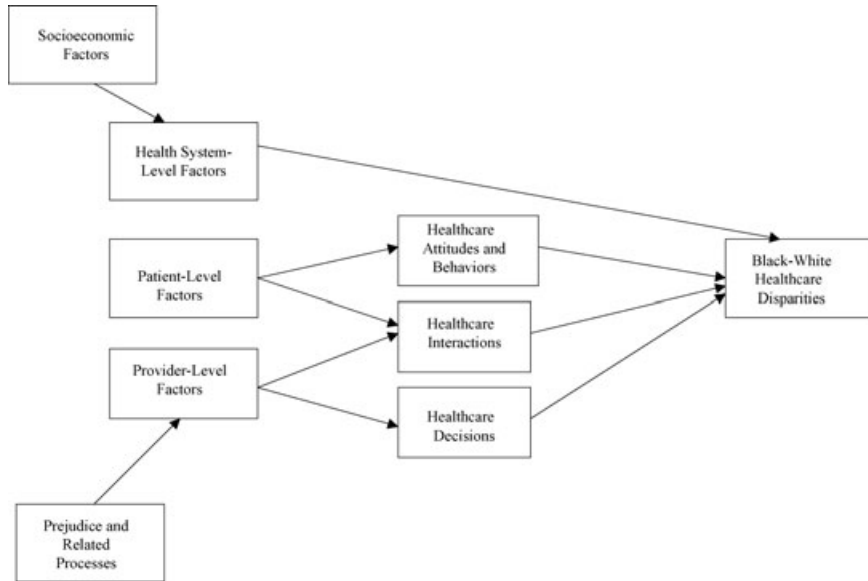 Socioeconomic
Factors
Health System-
Level Factors
Patient-Level
Factors
Provider-Level
Factors
Prejudice and
Related
Processes
Healthcare
Attitudes and
Behaviors
Healthcare
Interactions
Healthcare
Decisions
Black-White
Healthcare
Disparities